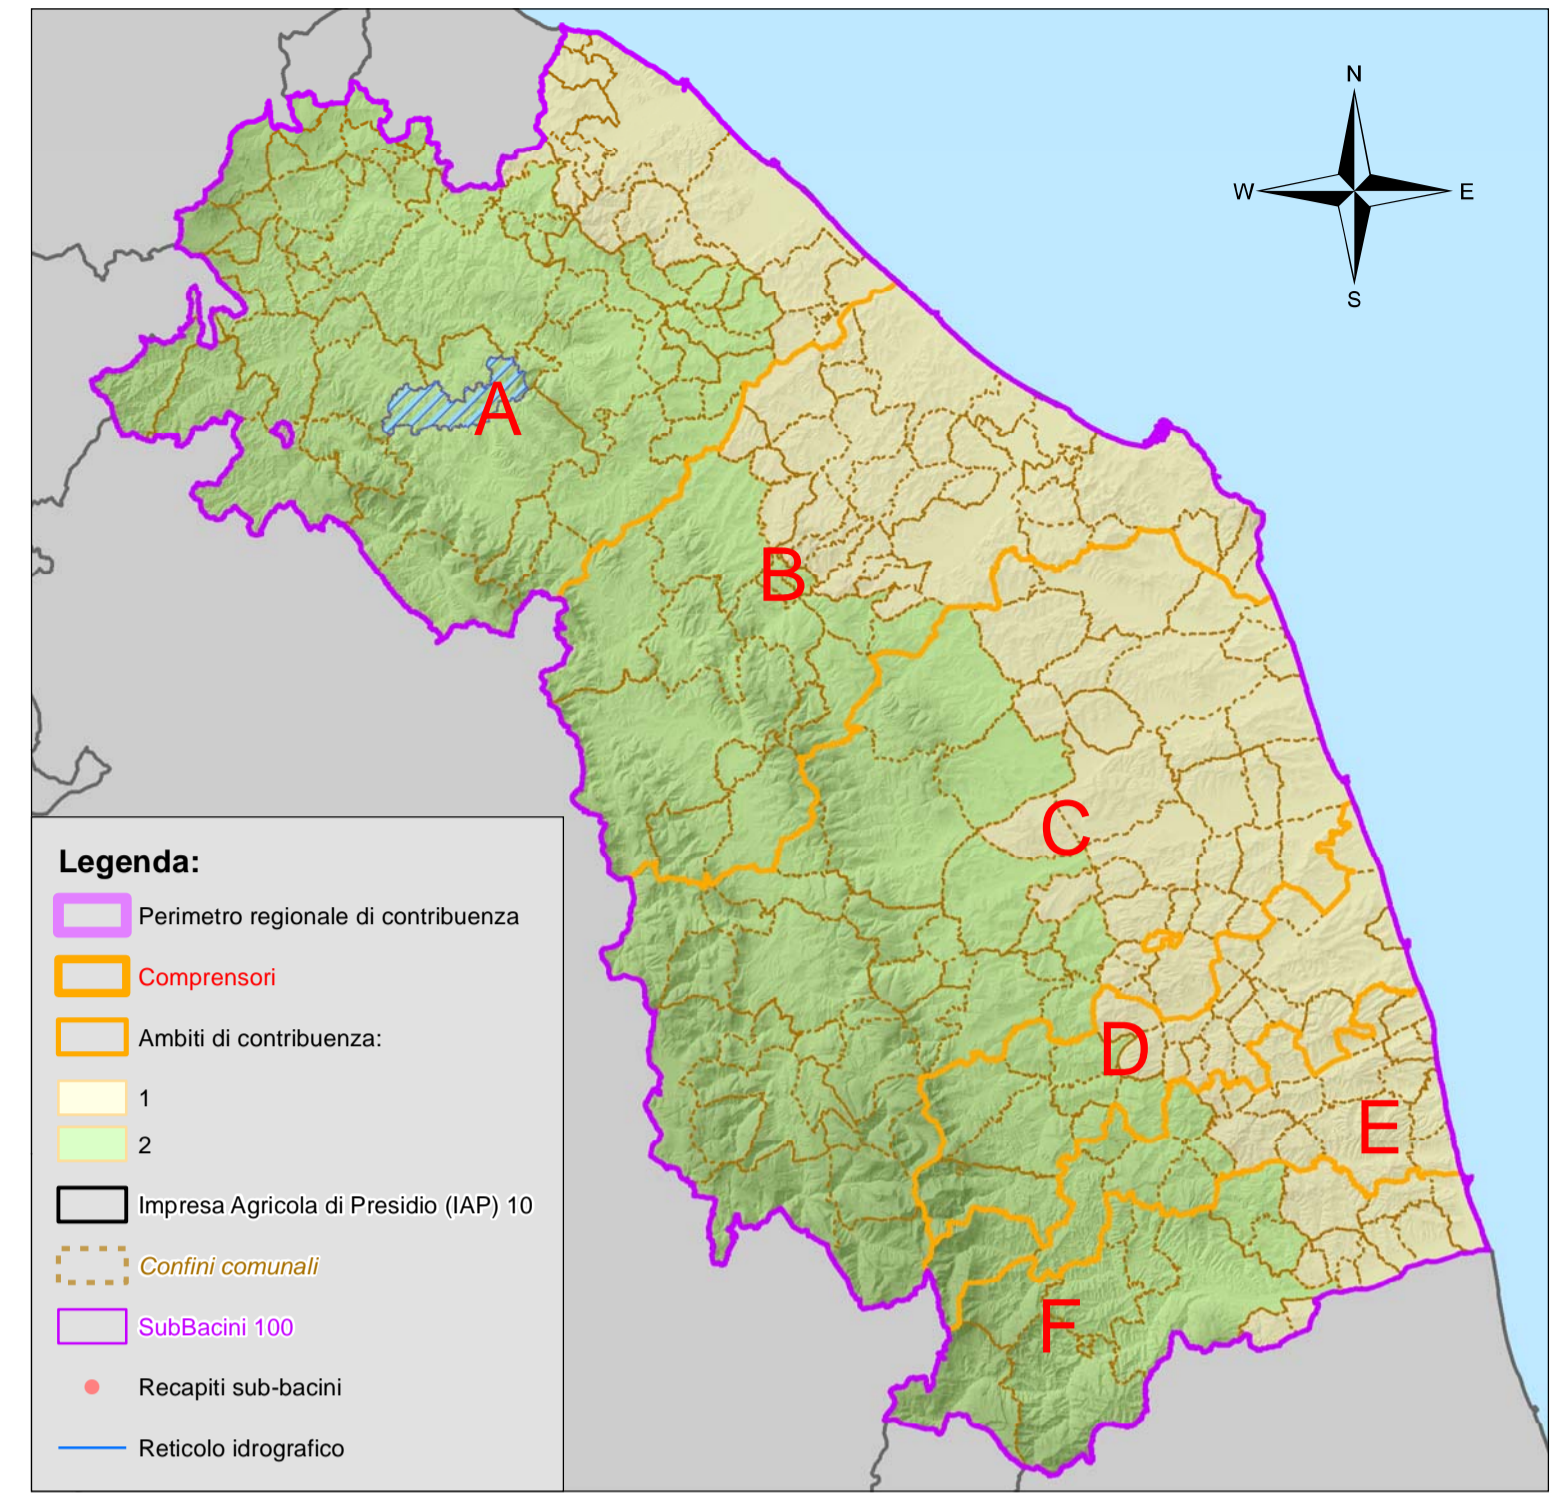 N
W
E
S
A
B
C
D
E
F
Legenda:
Perimetro regionale di contribuenza
Comprensori
Ambiti di contribuenza:
1
2
Impresa Agricola di Presidio (IAP) 10
Confini comunali
SubBacini 100
Recapiti sub-bacini
Reticolo idrografico